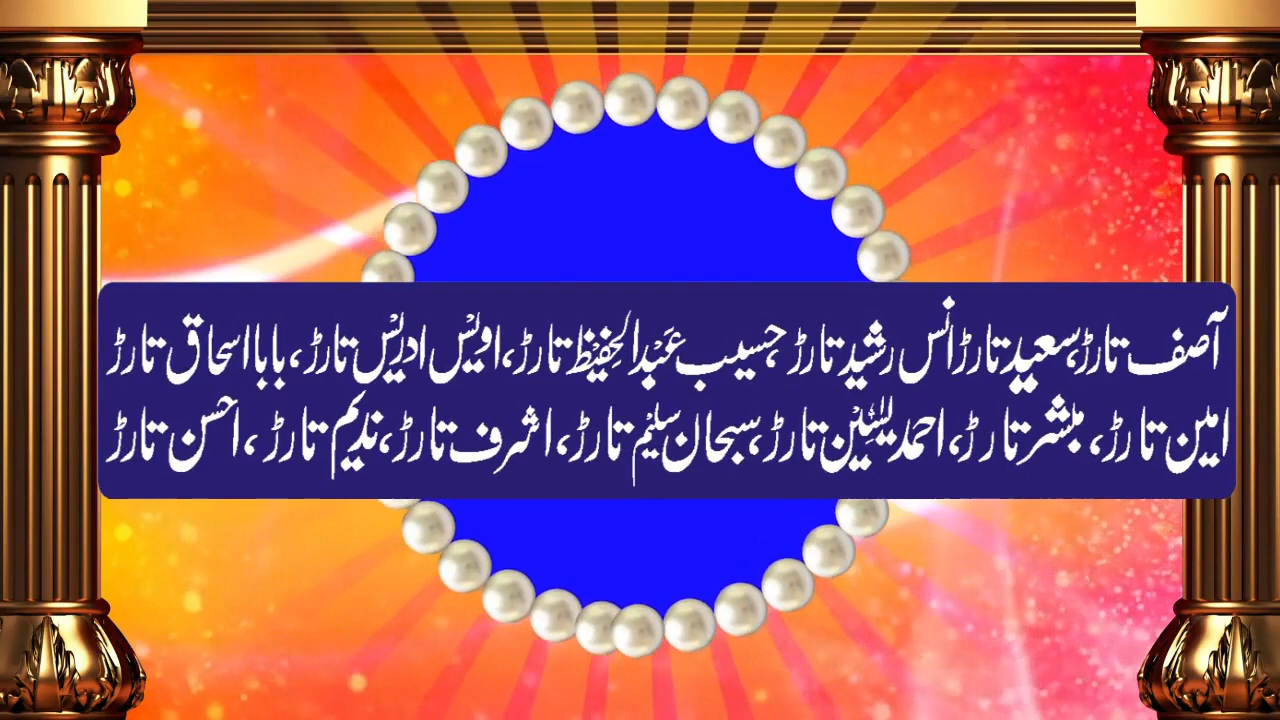 آصف تارڑ،سعید تارڑ انس رشید تارڑ حسیب عبدالحفیظ تارڑ، اویس ادریس تارڑ، بابا اسحاق تارڑ
امین تارڑ، مبشر تارڑ، احمد یٰسین تارڑ، سبحان سلیم تارڑ، اشرف تارڑ، ندیم تارڑ، احسن تارڑ